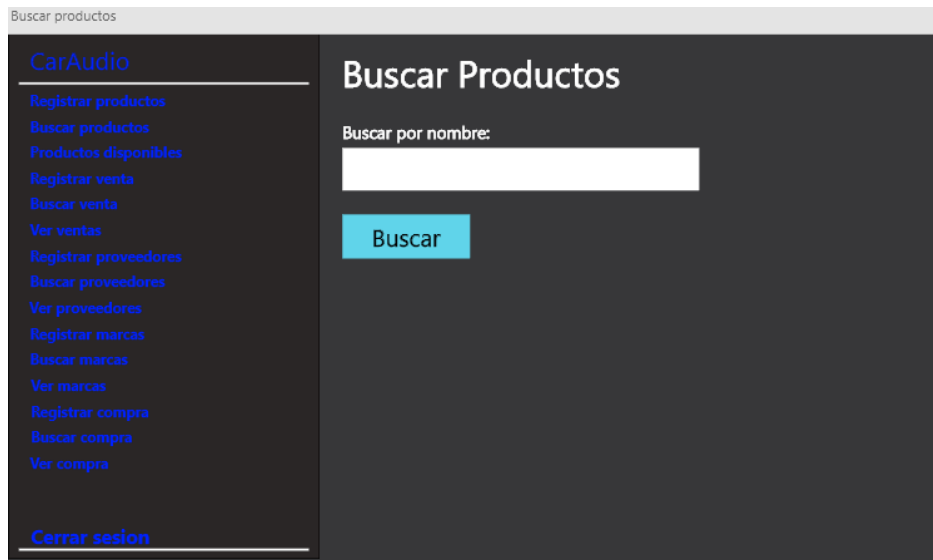 Buscar productos
CarAudio
Registrar productos
Buscar productos
Productos disponibles
Registrar venta
Buscar venta
Ver ventas
Registrar proveedores
Buscar proveedores
Ver proveedores
Registrar marcas
Buscar marcas
Ver marcas
Registrar compra
Buscar compra
Ver compra
Cerrar sesion
Buscar Productos
Buscar por nombre:
Buscar